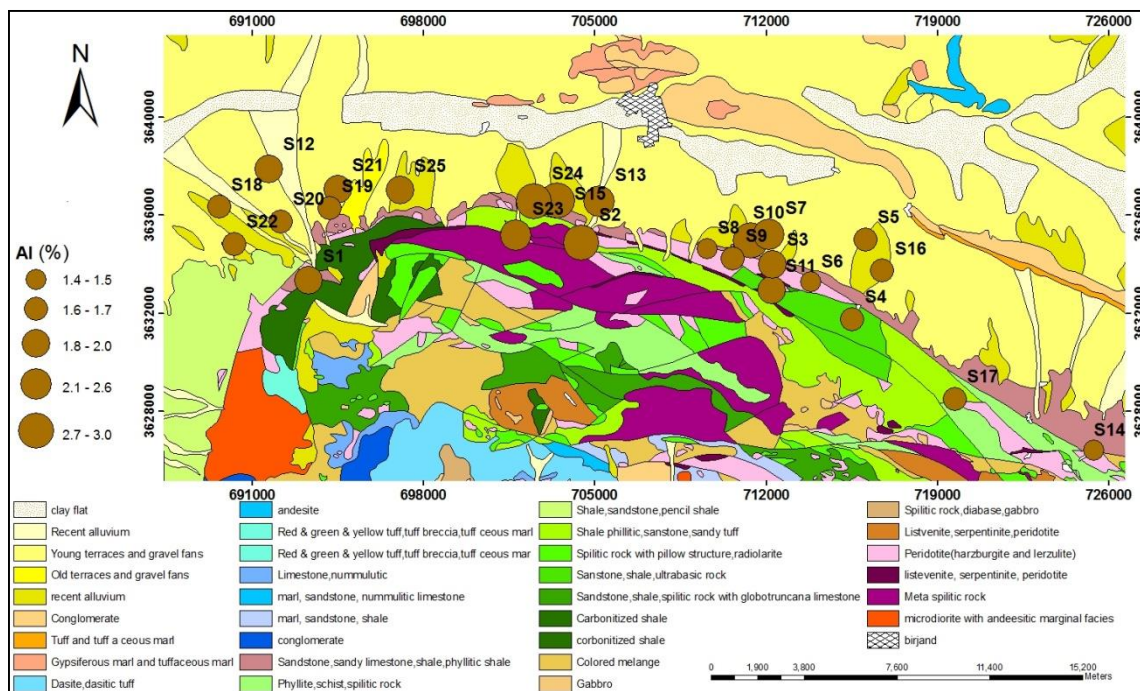 691000 698000 705000 712000 719000 726000
N
3640000 3640000
S12
S21
S25
S24
S13
S18
S19
S20
S15
S22
S23
S2
S10 S7
S5
S8
S9
S3
S16
3636000 3636000
Al (%)
S1
S11
S6
1.4 - 1.5
S4
1.6 - 1.7
3632000 3632000
1.8 - 2.0
S17
2.1 - 2.6
S14
2.7 - 3.0
3628000 3628000
691000 698000 705000 712000 719000 726000
clay flat
Recent alluvium
Young terraces and gravel fans
Old terraces and gravel fans
recent alluvium
Conglomerate
Tuff and tuff a ceous marl
Gypsiferous marl and tuffaceous marl
Dasite,dasitic tuff
andesite
Red & green & yellow tuff,tuff breccia,tuff ceous marl
Red & green & yellow tuff,tuff breccia,tuff ceous mar
Limestone,nummulutic
marl, sandstone, nummulitic limestone
marl, sandstone, shale
conglomerate
Sandstone,sandy limestone,shale,phyllitic shale
Phyllite,schist,spilitic rock
Shale,sandstone,pencil shale
Shale phillitic,sanstone,sandy tuff
Spilitic rock with pillow structure,radiolarite
Sanstone,shale,ultrabasic rock
Sandstone,shale,spilitic rock with globotruncana limestone
Carbonitized shale
corbonitized shale
Colored melange
Gabbro
Spilitic rock,diabase,gabbro
Listvenite,serpentinite,peridotite
Peridotite(harzburgite and lerzulite)
listevenite, serpentinite, peridotite
Meta spilitic rock
microdiorite with andeesitic marginal facies
birjand
0 1,900 3,800 7,600 11,400 15,200
Meters